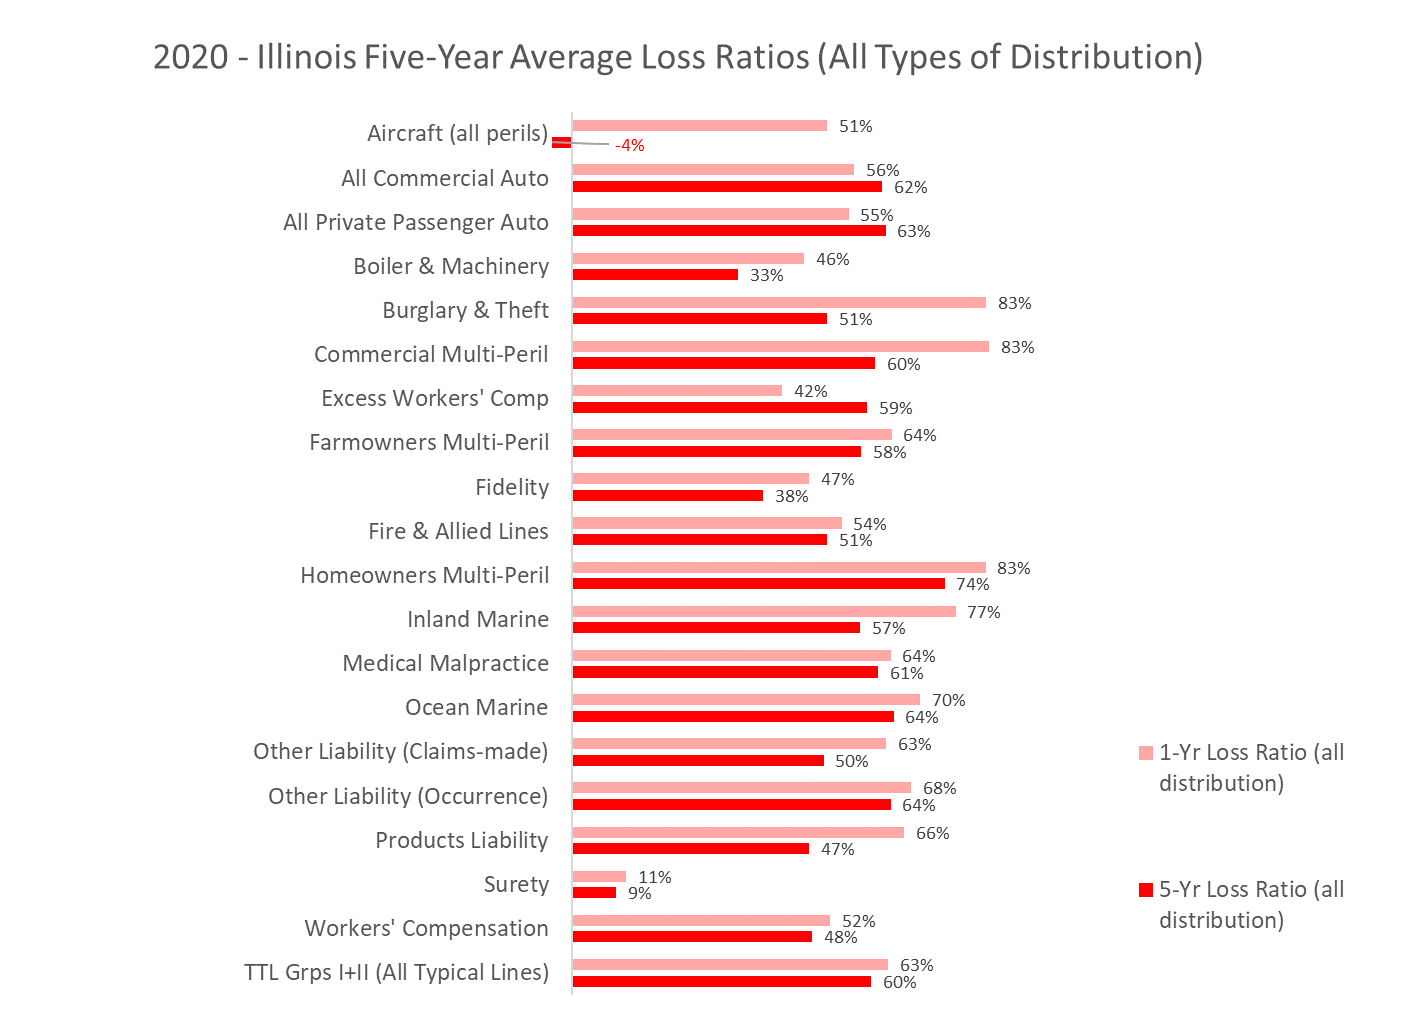 2020 - Illinois Five-Year Average Loss Ratios (All Types of Distribution)
Aircraft (all perils)
51%
-4%
All Commercial Auto
56%
62%
All Private Passenger Auto
55%
63%
Boiler & Machinery
46%
33%
Burglary & Theft
83%
51%
Commercial Multi-Peril
83%
60%
Excess Workers' Comp
42%
59%
Farmowners Multi-Peril
64%
58%
Fidelity
47%
38%
Fire & Allied Lines
54%
51%
Homeowners Multi-Peril
83%
74%
Inland Marine
77%
57%
Medical Malpractice
64%
61%
Ocean Marine
70%
64%
Other Liability (Claims-made)
63%
50%
Other Liability (Occurrence)
68%
64%
Products Liability
66%
47%
Surety
11%
9%
Workers' Compensation
52%
48%
TTL Grps I+II (All Typical Lines)
63%
60%
1-Yr Loss Ratio (all
distribution)
5-Yr Loss Ratio (all
distribution)